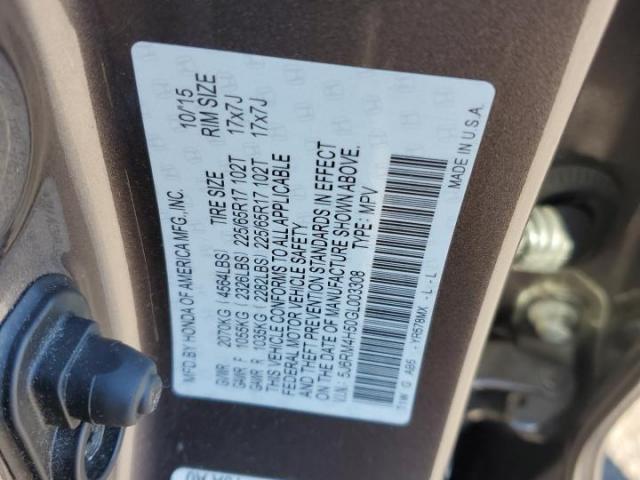 MFD BY HONDA OF AMERICA MFG., INC. 10/15
GVWR 2070KG (4564LBS) TIRE SIZE RIM SIZE
GAWR F 1055KG (2326LBS) 225/65R17 102T 17x7J
GAWR R 1035KG (2282LBS) 225/65R17 102T 17x7J
THIS VEHICLE CONFORMS TO ALL APPLICABLE
FEDERAL MOTOR VEHICLE SAFETY
AND THEFT PREVENTION STANDARDS IN EFFECT
ON THE DATE OF MANUFACTURE SHOWN ABOVE.
V.I.N.: 5J6RM4H50GL003308 TYPE: MPV
T1W G A95 - YR578MX - L - L
MADE IN U.S.A.